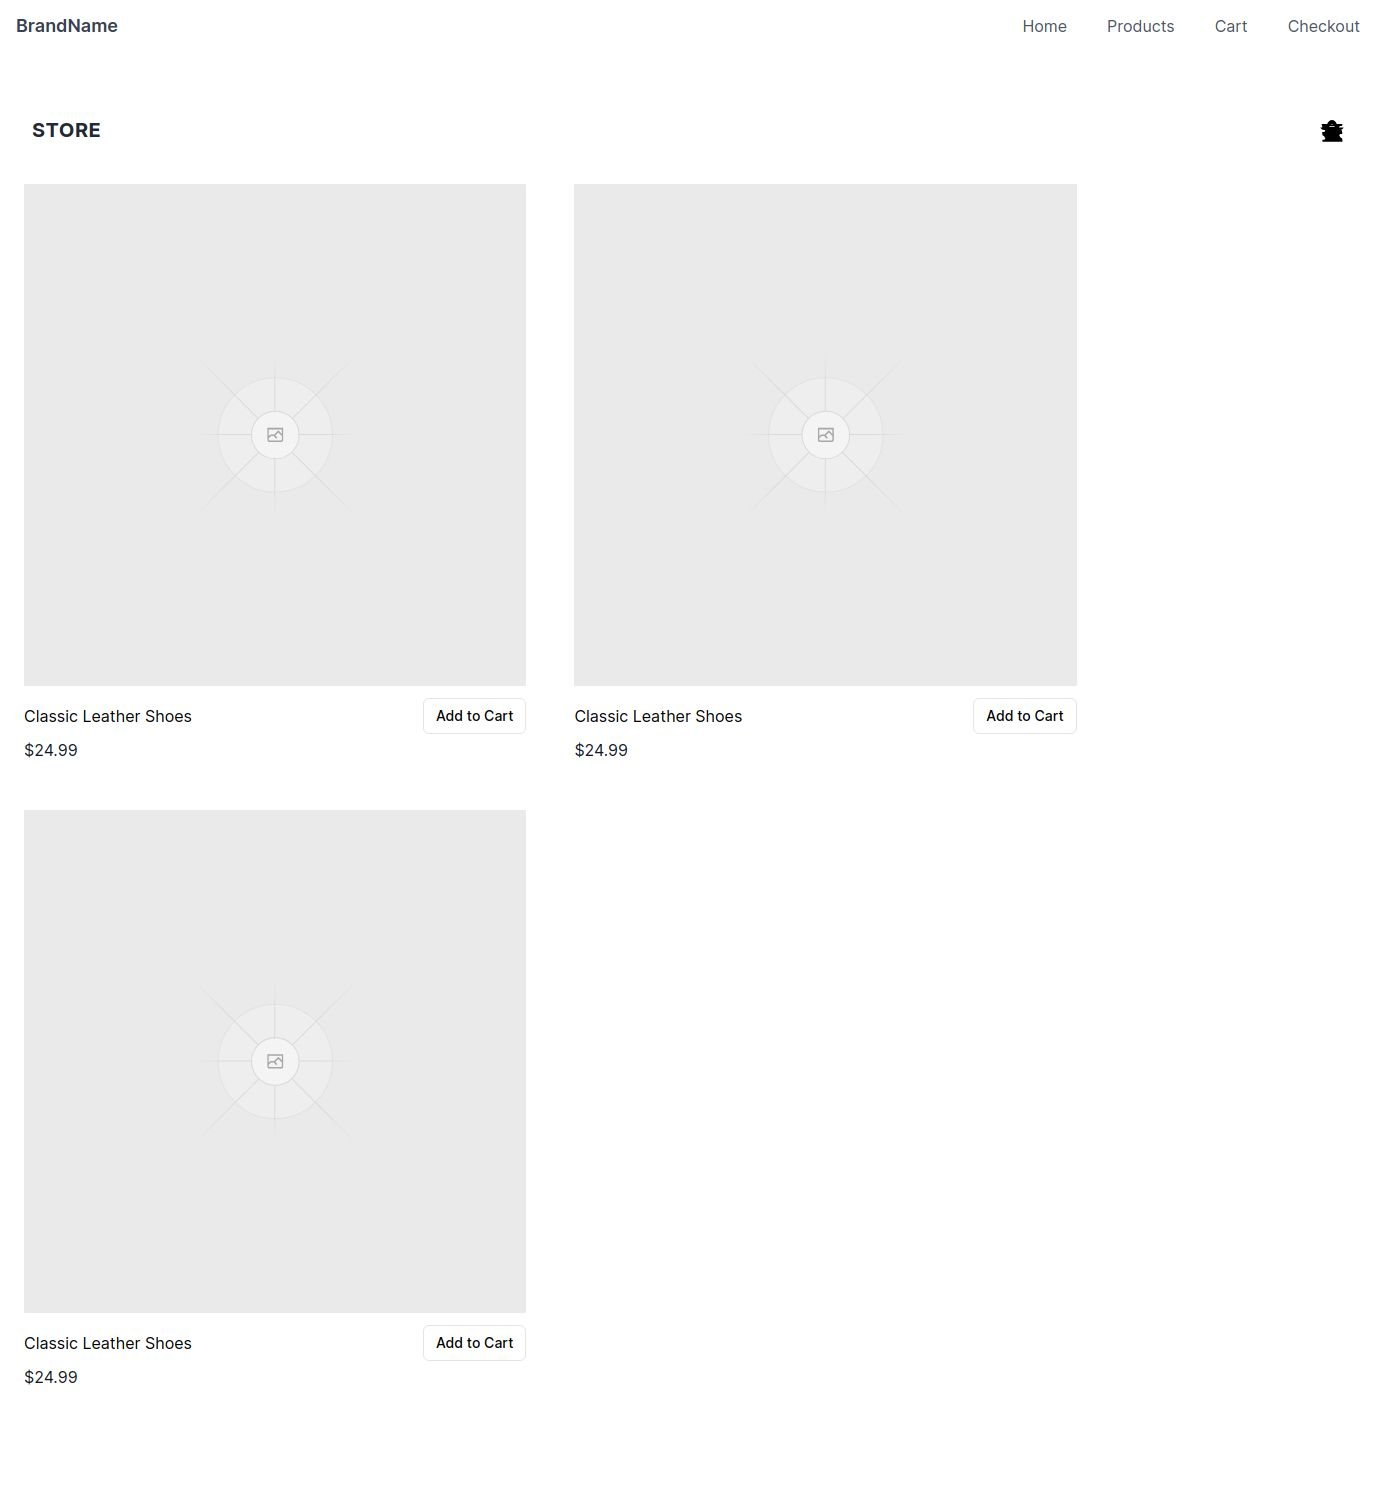 BrandName
Home Products Cart Checkout
STORE
Classic Leather Shoes
Add to Cart
$24.99
Classic Leather Shoes
Add to Cart
$24.99
Classic Leather Shoes
Add to Cart
$24.99